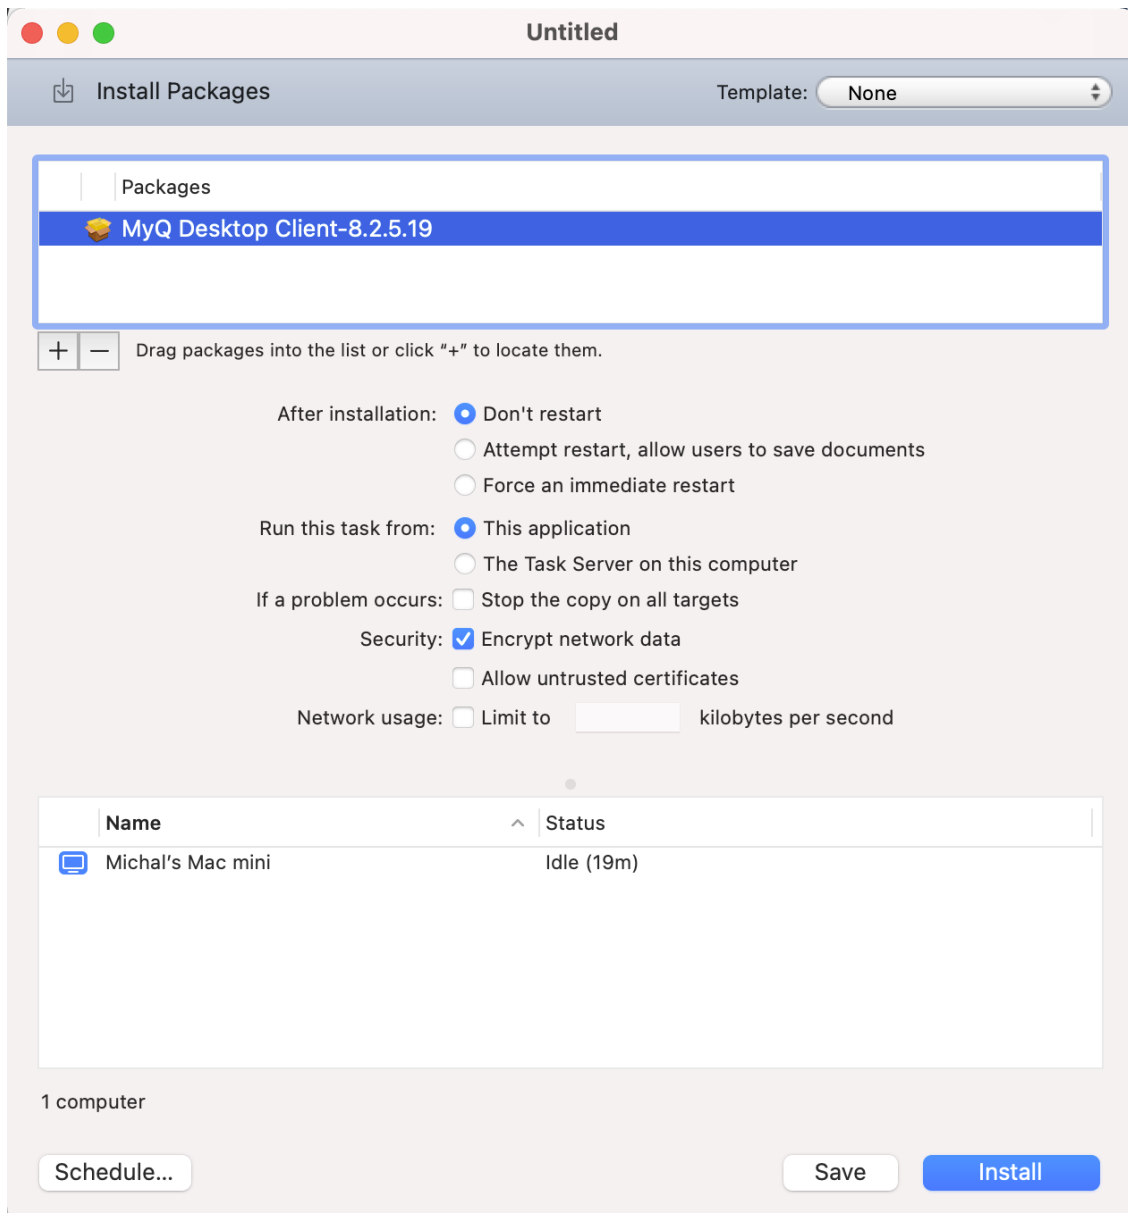 Untitled
Install Packages
Template: None
Packages
MyQ Desktop Client-8.2.5.19
+ − Drag packages into the list or click “+” to locate them.
After installation: Don't restart
Attempt restart, allow users to save documents
Force an immediate restart
Run this task from: This application
The Task Server on this computer
If a problem occurs: Stop the copy on all targets
Security: Encrypt network data
Allow untrusted certificates
Network usage: Limit to kilobytes per second
Name Status
Michal’s Mac mini Idle (19m)
1 computer
Schedule... Save Install